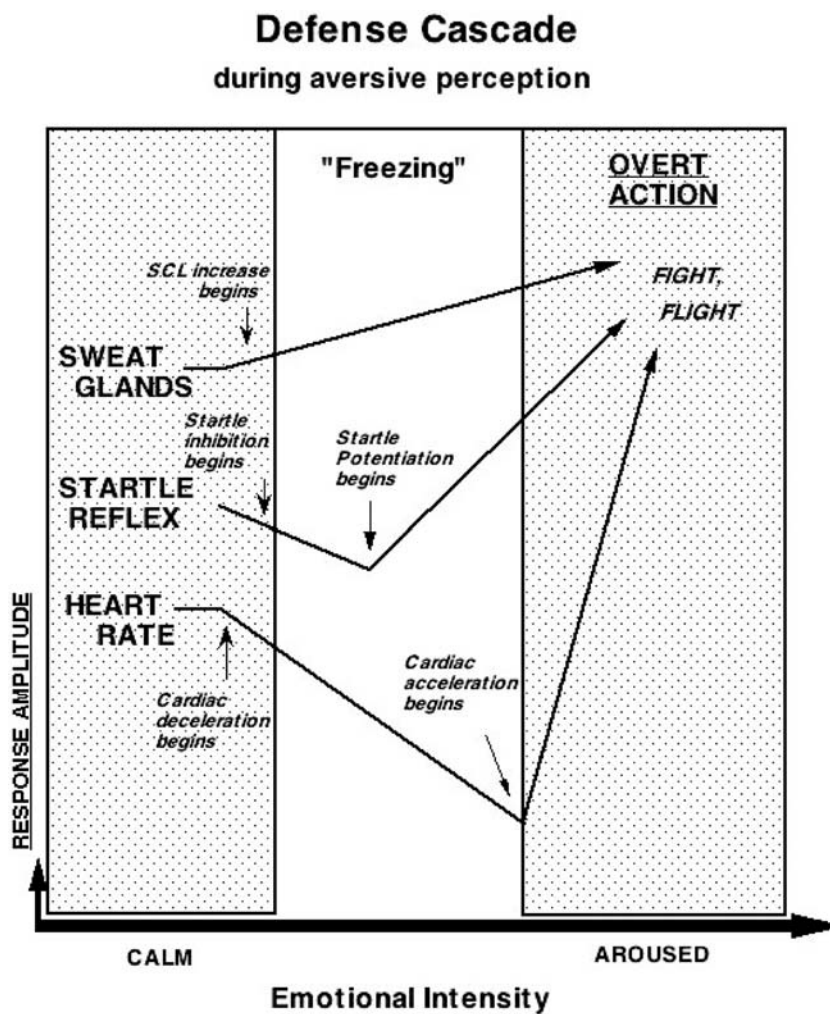 Defense Cascade
during aversive perception
"Freezing"
OVERT
ACTION
SCL increase
begins
FIGHT,
FLIGHT
SWEAT
GLANDS
Startle
inhibition
begins
Startle
Potentiation
begins
STARTLE
REFLEX
HEART
RATE
Cardiac
deceleration
begins
Cardiac
acceleration
begins
RESPONSE AMPLITUDE
CALM
AROUSED
Emotional Intensity